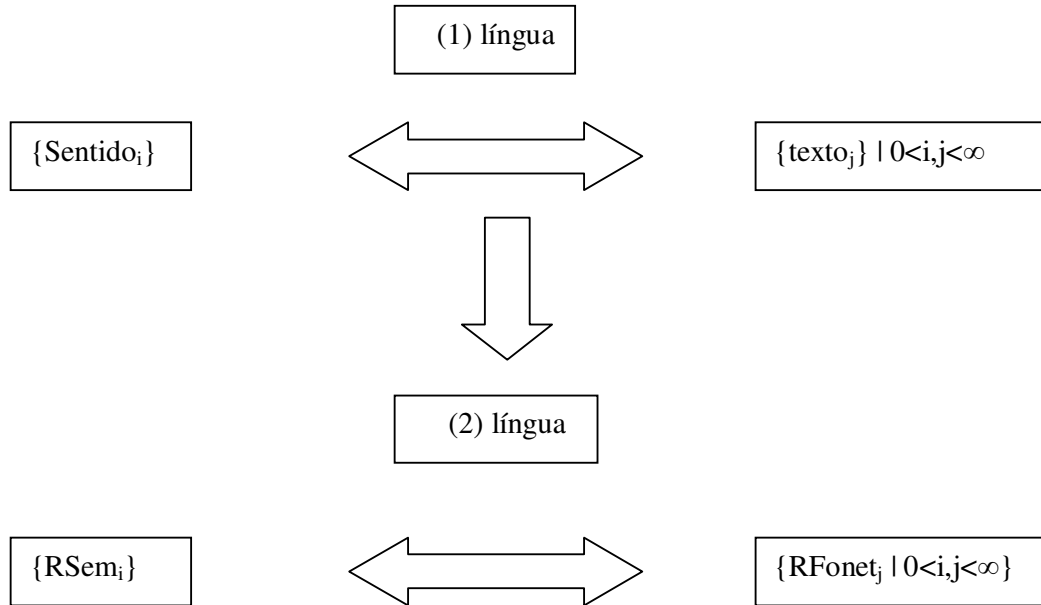 (1) língua
{Sentidoᵢ}
{textoⱼ} | 0<i,j<∞
(2) língua
{RSemᵢ}
{RFonetⱼ | 0<i,j<∞}